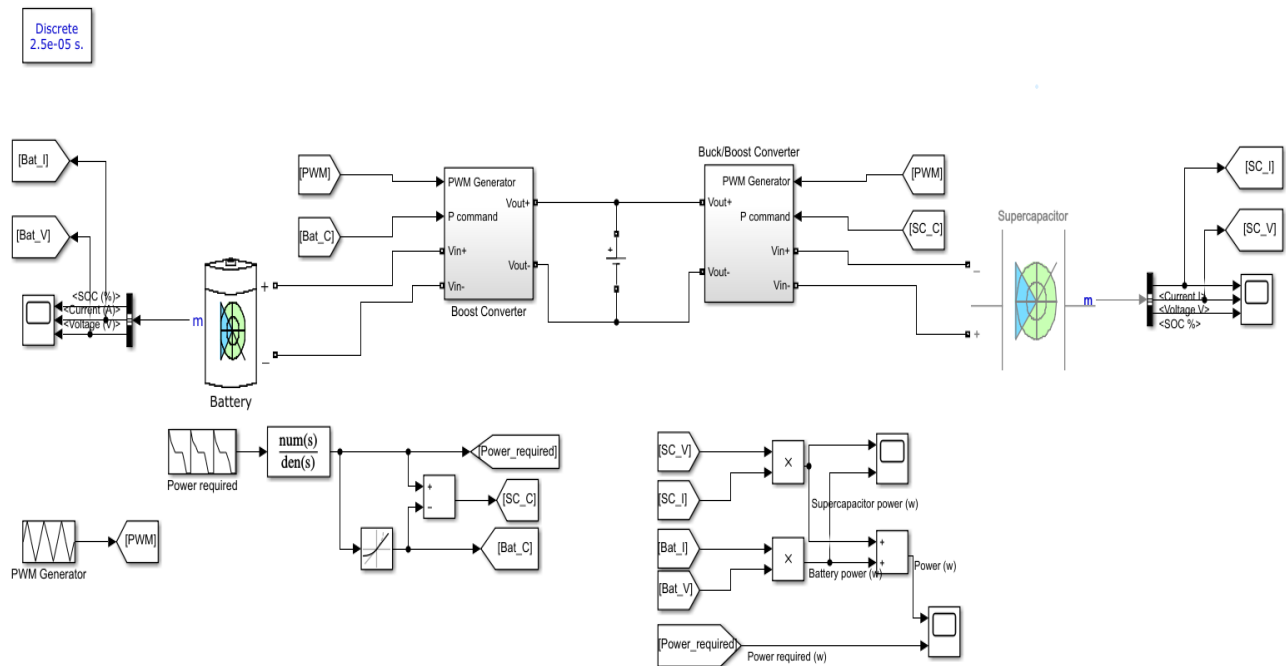 Discrete
2.5e-05 s.
[Bat_I]
[Bat_V]
<SOC (%)>
<Current (A)>
<Voltage (V)>
m
+
−
Battery
[PWM]
[Bat_C]
PWM Generator
P command
Vin+
Vin-
Vout+
Vout-
Boost Converter
+
Buck/Boost Converter
PWM Generator
Vout+
P command
Vin+
Vout-
Vin-
[PWM]
[SC_C]
Supercapacitor
−
+
m
[SC_I]
[SC_V]
<Current I>
<Voltage V>
<SOC %>
Power required
num(s)
den(s)
[Power_required]
+
−
[SC_C]
[Bat_C]
PWM Generator
[PWM]
[SC_V]
[SC_I]
×
Supercapacitor power (w)
[Bat_I]
[Bat_V]
×
Battery power (w)
+
+
Power (w)
[Power_required]
Power required (w)